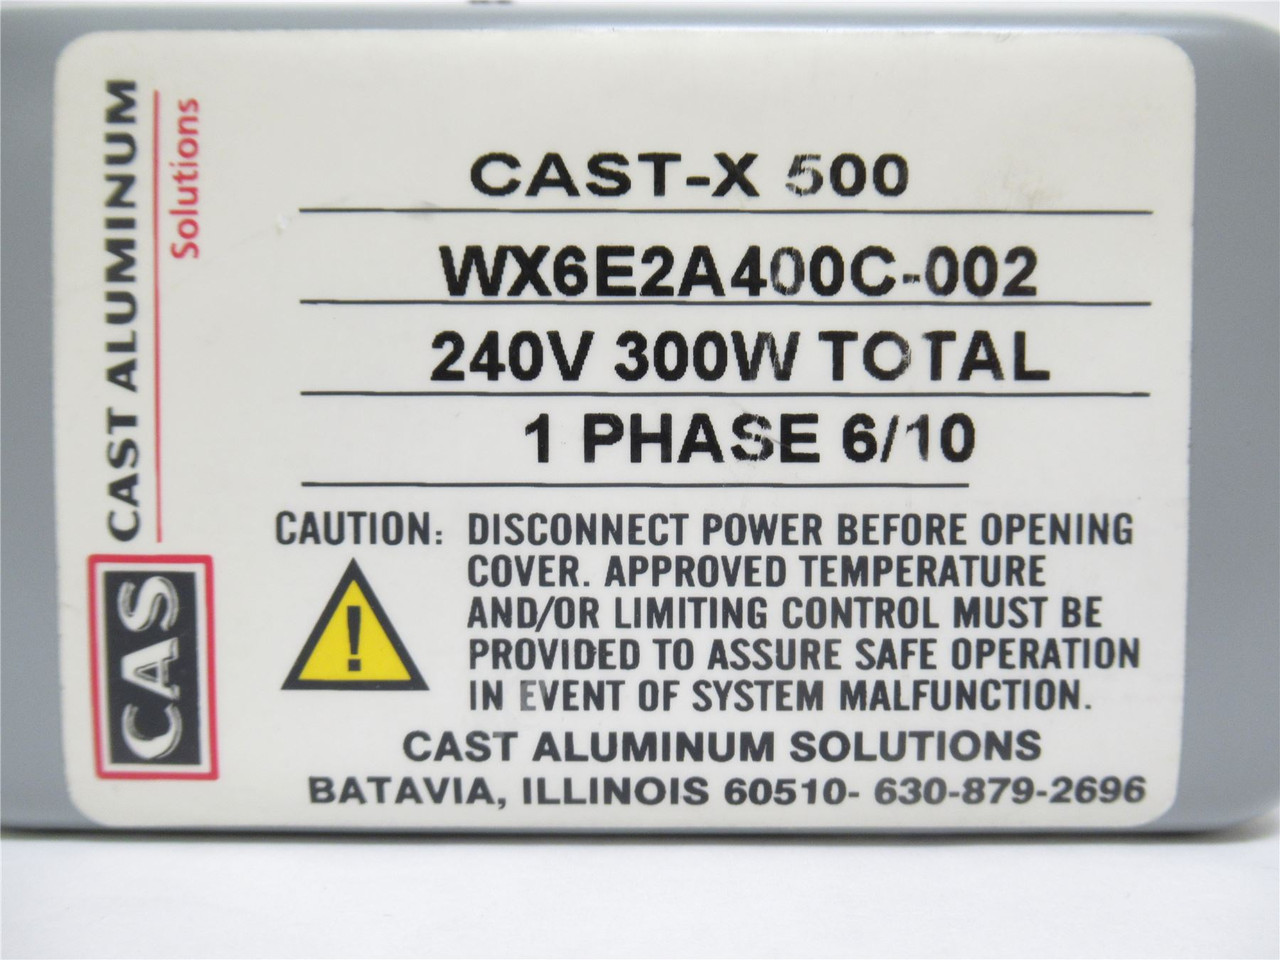 CAST ALUMINUM
Solutions
CAS
CAST-X 500
WX6E2A400C-002
240V 300W TOTAL
1 PHASE 6/10
CAUTION: DISCONNECT POWER BEFORE OPENING
COVER. APPROVED TEMPERATURE
AND/OR LIMITING CONTROL MUST BE
PROVIDED TO ASSURE SAFE OPERATION
IN EVENT OF SYSTEM MALFUNCTION.
!
CAST ALUMINUM SOLUTIONS
BATAVIA, ILLINOIS 60510- 630-879-2696